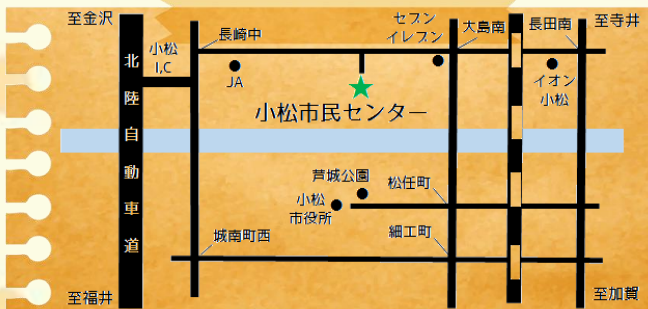 至金沢
北陸自動車道
小松
I,C
長崎中
JA
セブン
イレブン
大島南
長田南
至寺井
イオン
小松
小松市民センター
芦城公園
小松
市役所
松任町
城南町西
細工町
至福井
至加賀